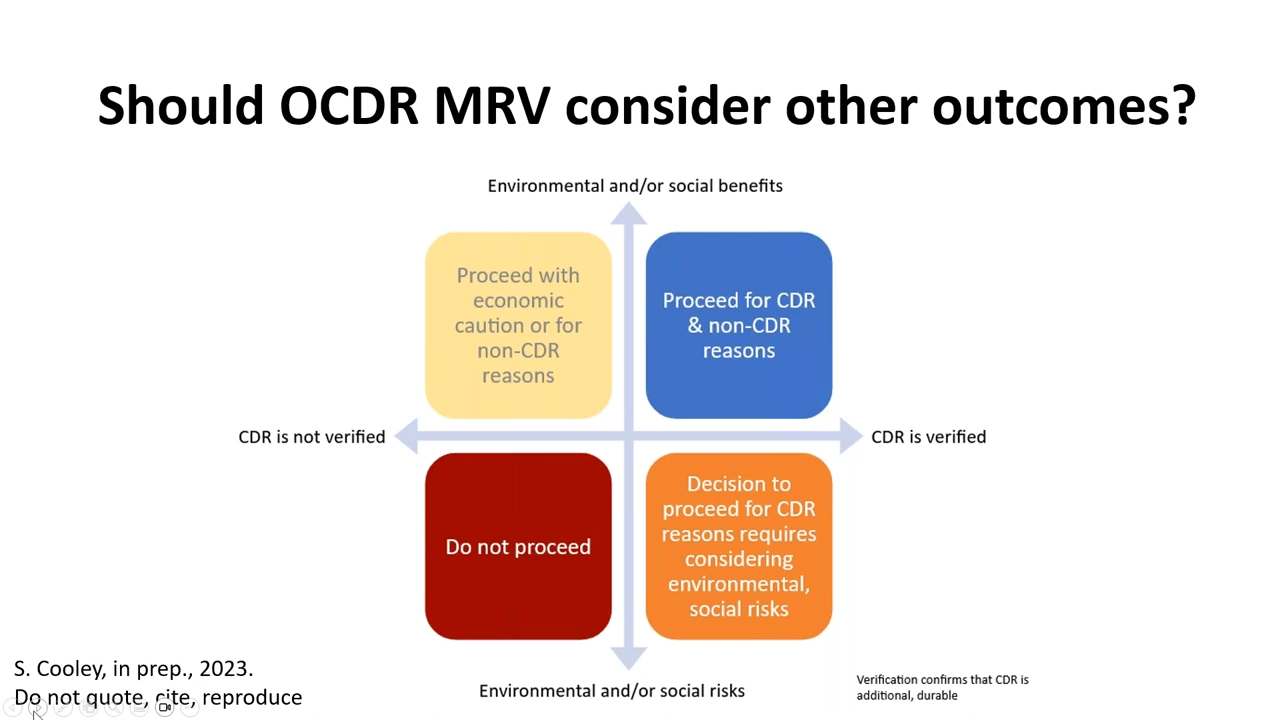 Should OCDR MRV consider other outcomes?
Environmental and/or social benefits
Proceed with
economic
caution or for
non-CDR
reasons
Proceed for CDR
& non-CDR
reasons
CDR is not verified
CDR is verified
Do not proceed
Decision to
proceed for CDR
reasons requires
considering
environmental,
social risks
Environmental and/or social risks
Verification confirms that CDR is
additional, durable
S. Cooley, in prep., 2023.
Do not quote, cite, reproduce